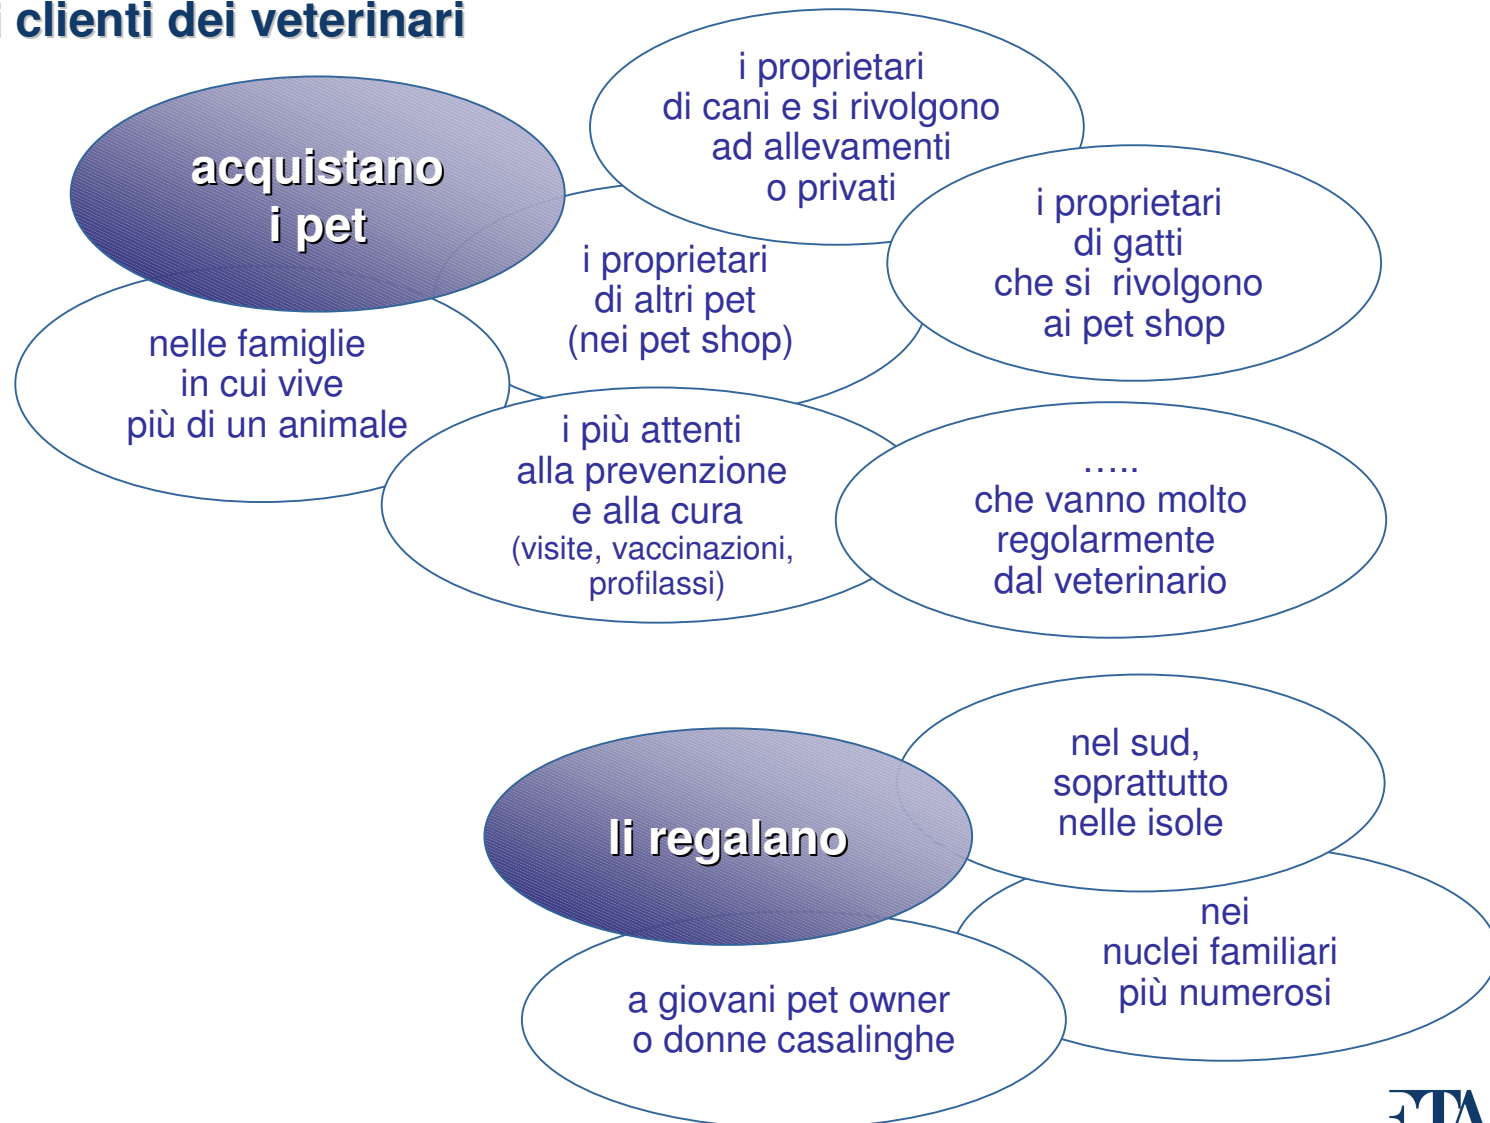 i clienti dei veterinari
acquistano
i pet
i proprietari
di cani e si rivolgono
ad allevamenti
o privati
i proprietari
di gatti
che si rivolgono
ai pet shop
i proprietari
di altri pet
(nei pet shop)
nelle famiglie
in cui vive
più di un animale
i più attenti
alla prevenzione
e alla cura
(visite, vaccinazioni,
profilassi)
…..
che vanno molto
regolarmente
dal veterinario
li regalano
nel sud,
soprattutto
nelle isole
nei
nuclei familiari
più numerosi
a giovani pet owner
o donne casalinghe